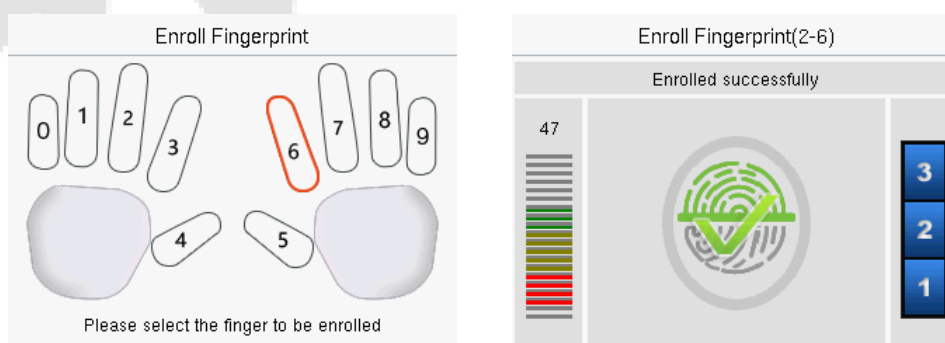 Enroll Fingerprint
0 1 2 3 6 7 8 9
4 5
Please select the finger to be enrolled
Enroll Fingerprint(2-6)
Enrolled successfully
47
3
2
1